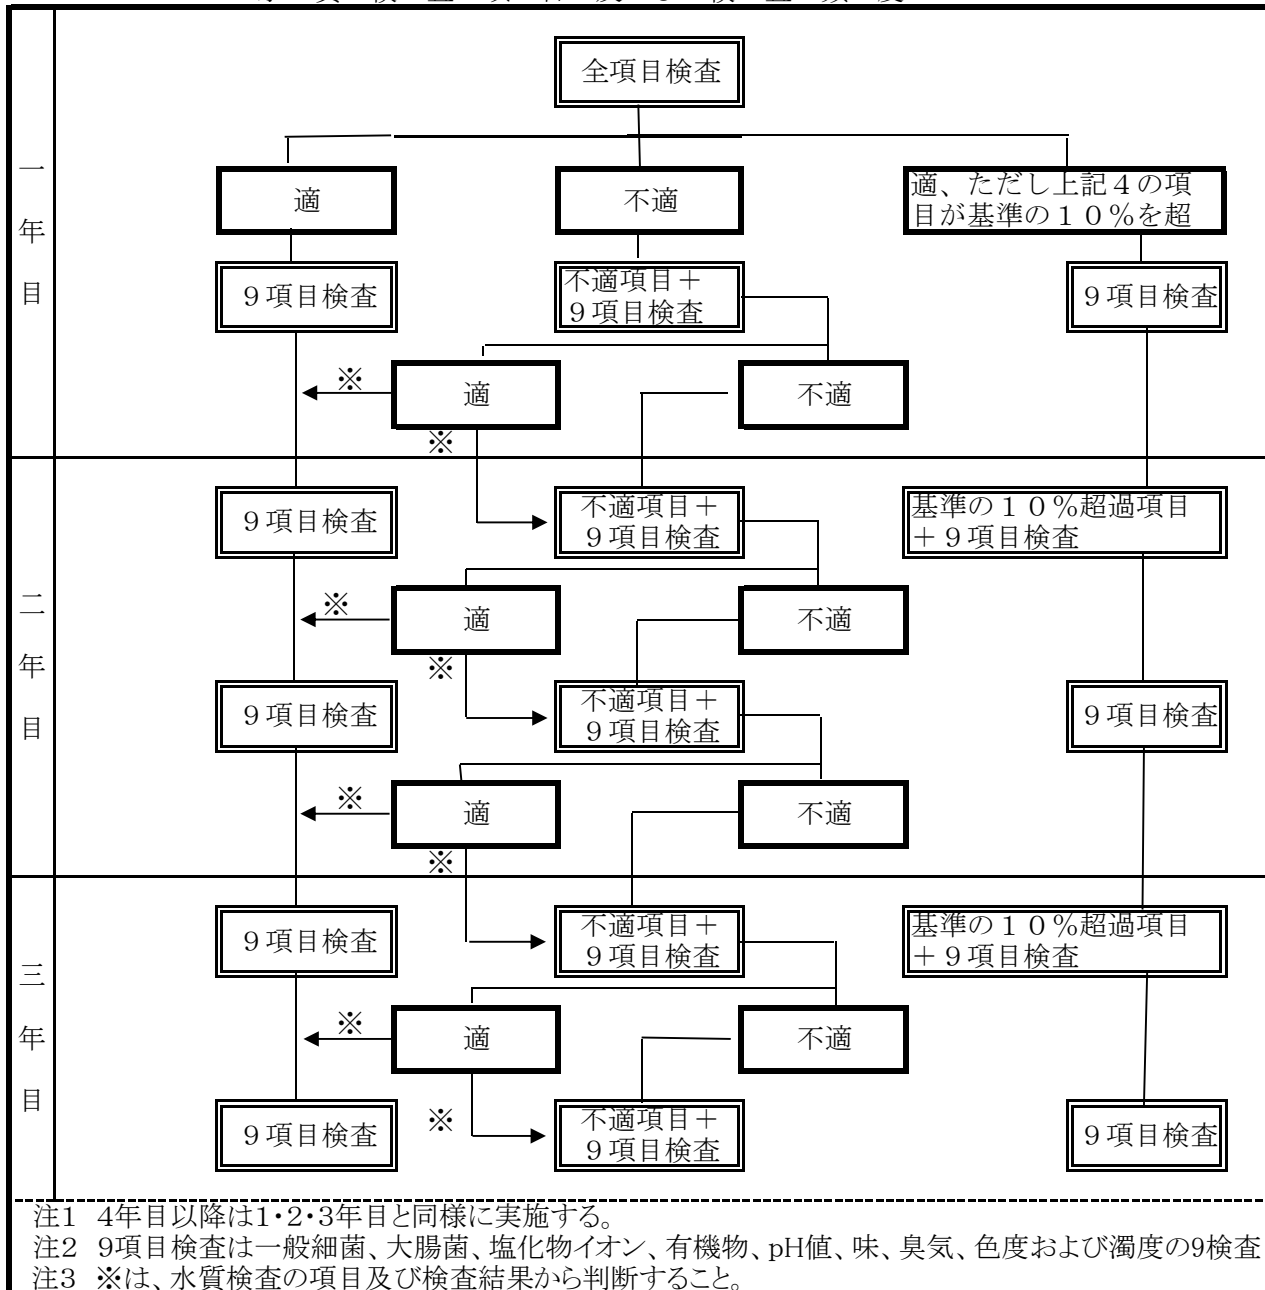 全項目検査
適
不適
適、ただし上記４の項
目が基準の１０％を超
一年目
９項目検査
不適項目＋
９項目検査
９項目検査
※
適
不適
※
９項目検査
不適項目＋
９項目検査
基準の１０％超過項目
＋９項目検査
二年目
※
適
不適
※
９項目検査
不適項目＋
９項目検査
９項目検査
※
適
不適
※
９項目検査
不適項目＋
９項目検査
基準の１０％超過項目
＋９項目検査
三年目
※
適
不適
※
９項目検査
不適項目＋
９項目検査
９項目検査
注1 4年目以降は1・2・3年目と同様に実施する。
注2 9項目検査は一般細菌、大腸菌、塩化物イオン、有機物、pH値、味、臭気、色度および濁度の9検査
注3 ※は、水質検査の項目及び検査結果から判断すること。